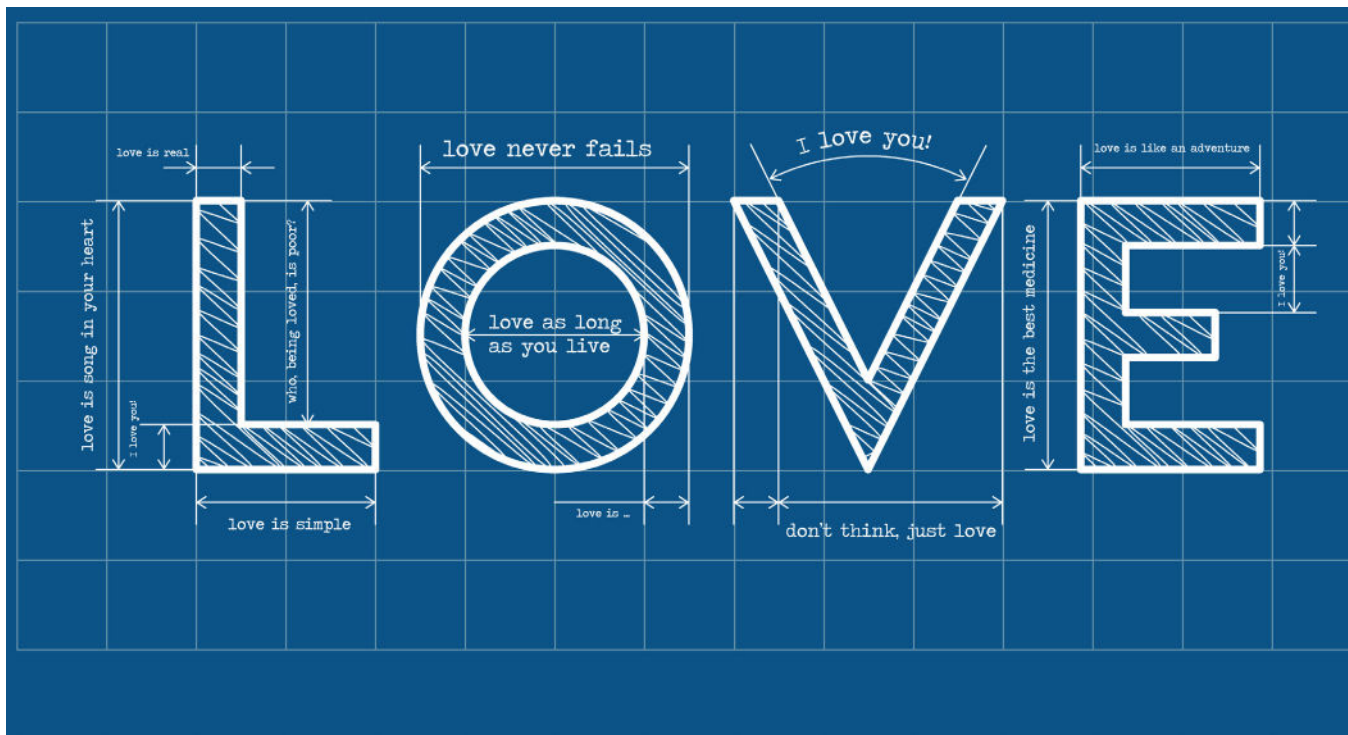 love is real
love is song in your heart
I love you!
who, being loved, is poor?
love is simple
LOVE
love never fails
love as long
as you live
love is ...
I love you!
don't think, just love
love is the best medicine
love is like an adventure
I love you!